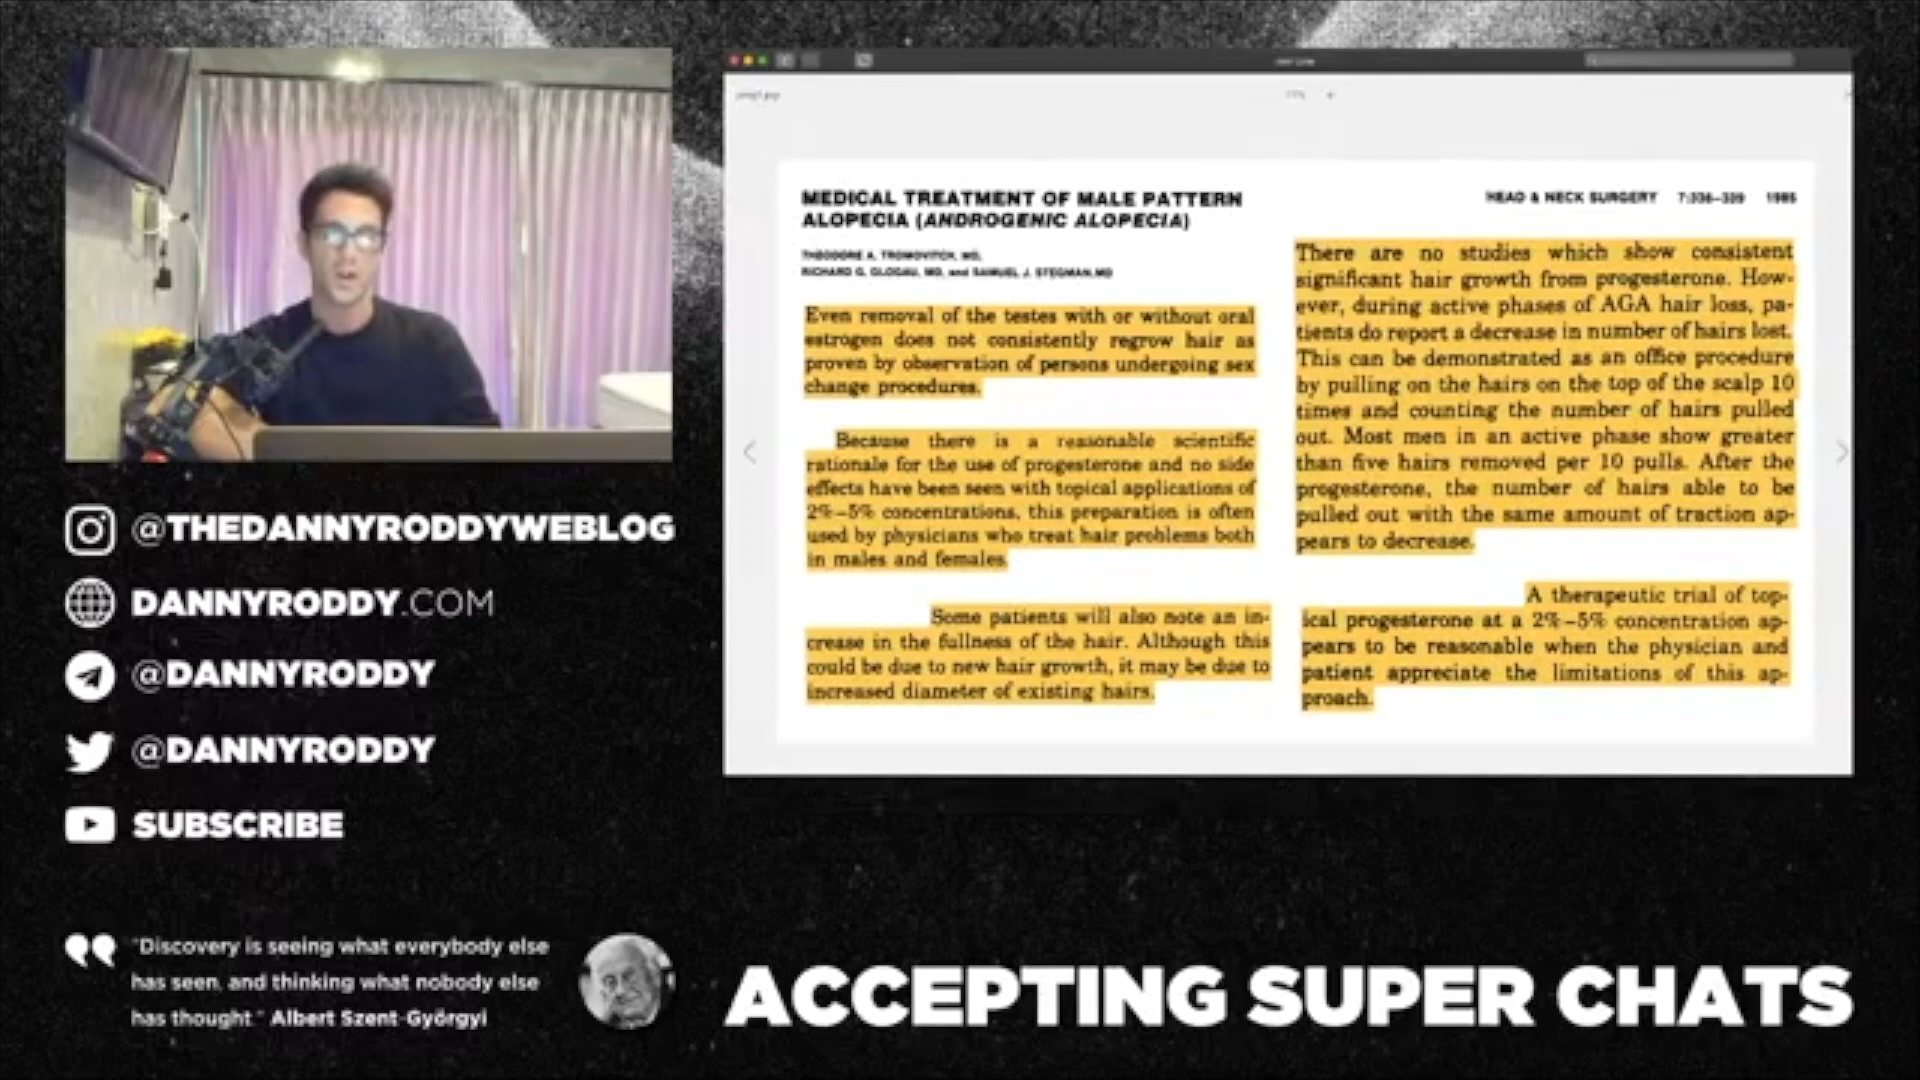 @THEDANNYRODDYWEBLOG
DANNYRODDY.COM
@DANNYRODDY
@DANNYRODDY
SUBSCRIBE
"Discovery is seeing what everybody else
has seen, and thinking what nobody else
has thought." Albert Szent-Györgyi
MEDICAL TREATMENT OF MALE PATTERN
ALOPECIA (ANDROGENIC ALOPECIA)
THEODORE A. TROMOVITCH, MD,
RICHARD G. GLOGAU, MD, and SAMUEL J. STEGMAN, MD
Even removal of the testes with or without oral
estrogen does not consistently regrow hair as
proven by observation of persons undergoing sex
change procedures.
Because there is a reasonable scientific
rationale for the use of progesterone and no side
effects have been seen with topical applications of
2%–5% concentrations, this preparation is often
used by physicians who treat hair problems both
in males and females.
Some patients will also note an in-
crease in the fullness of the hair. Although this
could be due to new hair growth, it may be due to
increased diameter of existing hairs.
HEAD & NECK SURGERY 7:336–339 1985
There are no studies which show consistent
significant hair growth from progesterone. How-
ever, during active phases of AGA hair loss, pa-
tients do report a decrease in number of hairs lost.
This can be demonstrated as an office procedure
by pulling on the hairs on the top of the scalp 10
times and counting the number of hairs pulled
out. Most men in an active phase show greater
than five hairs removed per 10 pulls. After the
progesterone, the number of hairs able to be
pulled out with the same amount of traction ap-
pears to decrease.
A therapeutic trial of top-
ical progesterone at a 2%–5% concentration ap-
pears to be reasonable when the physician and
patient appreciate the limitations of this ap-
proach.
ACCEPTING SUPER CHATS